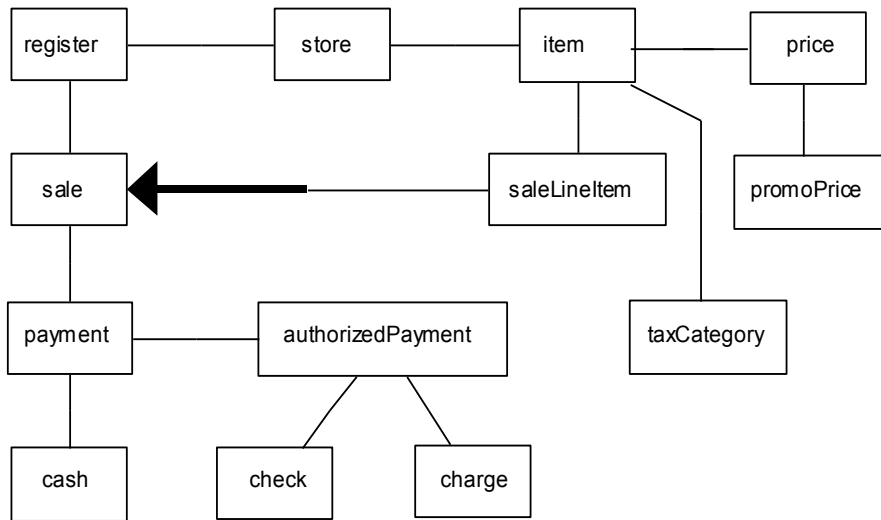 register
store
item
price
sale
saleLineItem
promoPrice
payment
authorizedPayment
taxCategory
cash
check
charge